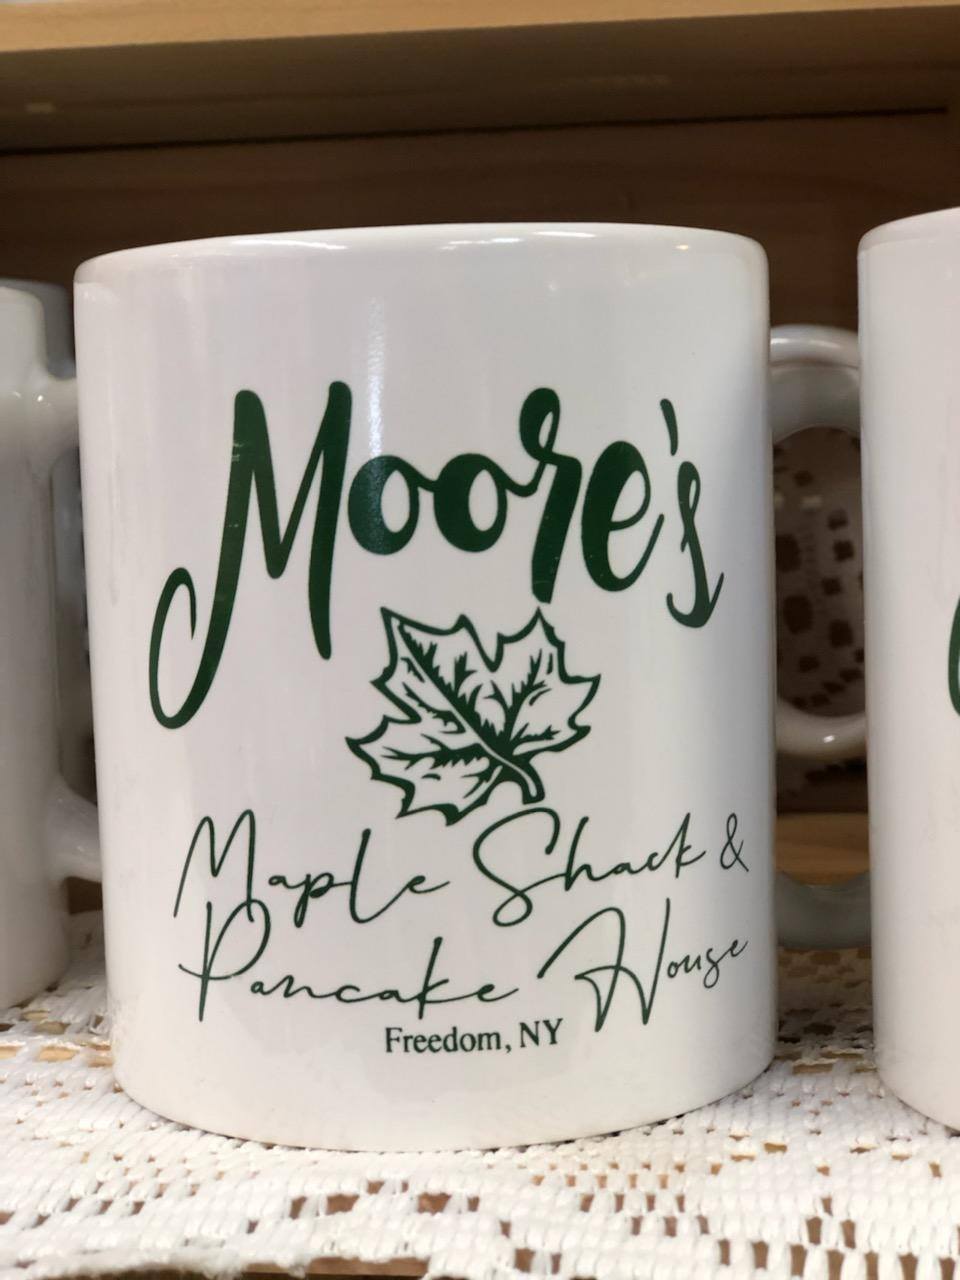 Moore's
Maple Shack &
Pancake House
Freedom, NY